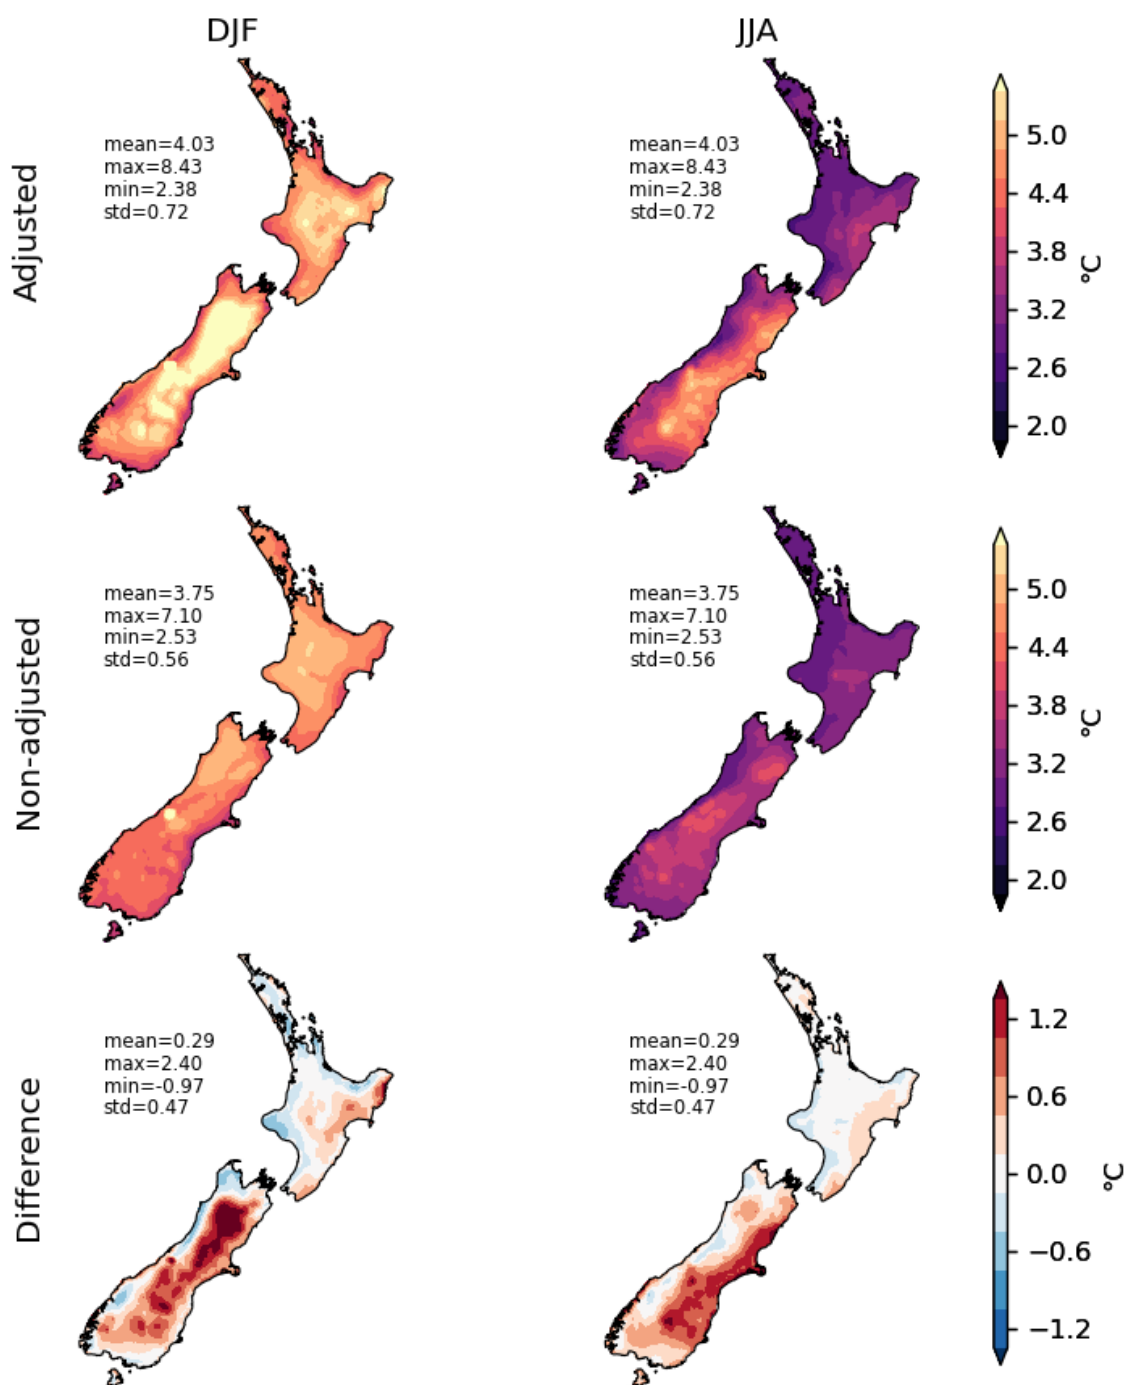 DJF
JJA
Adjusted
mean=4.03
max=8.43
min=2.38
std=0.72
mean=4.03
max=8.43
min=2.38
std=0.72
5.0
4.4
3.8
3.2
2.6
2.0
°C
Non-adjusted
mean=3.75
max=7.10
min=2.53
std=0.56
mean=3.75
max=7.10
min=2.53
std=0.56
5.0
4.4
3.8
3.2
2.6
2.0
°C
Difference
mean=0.29
max=2.40
min=-0.97
std=0.47
mean=0.29
max=2.40
min=-0.97
std=0.47
1.2
0.6
0.0
−0.6
−1.2
°C